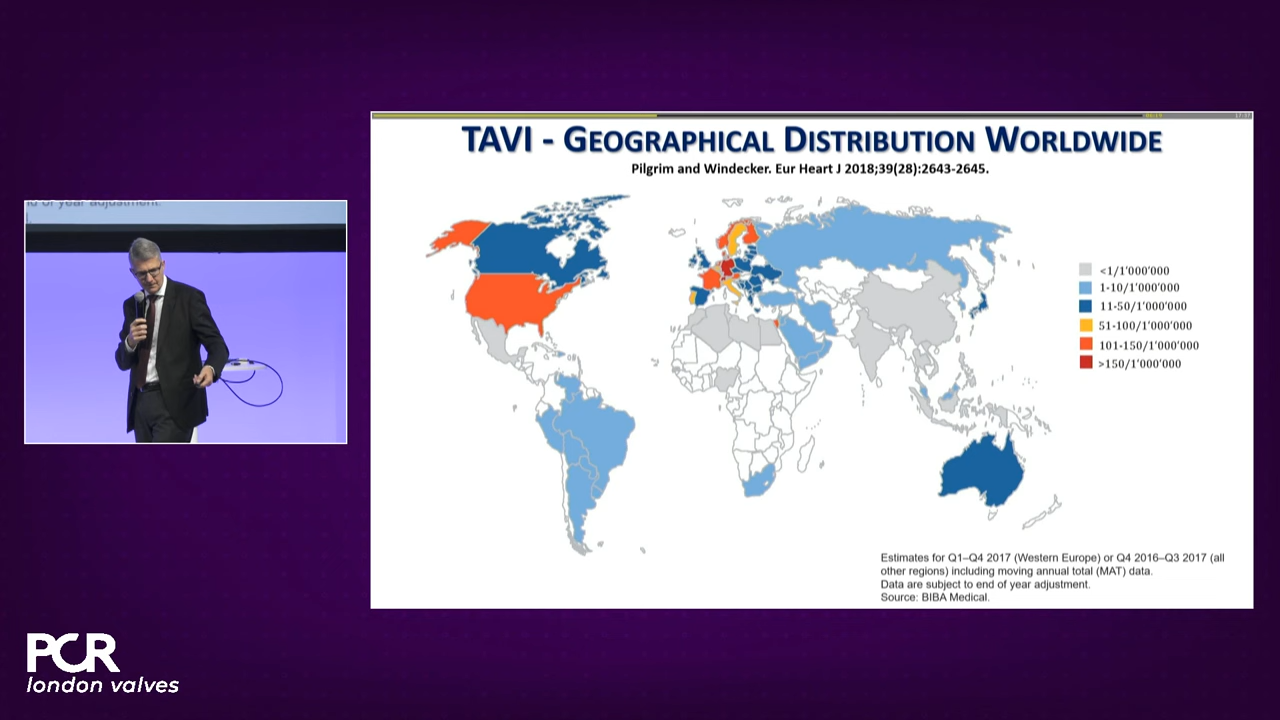 TAVI - GEOGRAPHICAL DISTRIBUTION WORLDWIDE
Pilgrim and Windecker. Eur Heart J 2018;39(28):2643-2645.
<1/1'000'000
1-10/1'000'000
11-50/1'000'000
51-100/1'000'000
101-150/1'000'000
>150/1'000'000
Estimates for Q1–Q4 2017 (Western Europe) or Q4 2016–Q3 2017 (all
other regions) including moving annual total (MAT) data.
Data are subject to end of year adjustment.
Source: BIBA Medical.
of year adjustment.
PCR
london valves